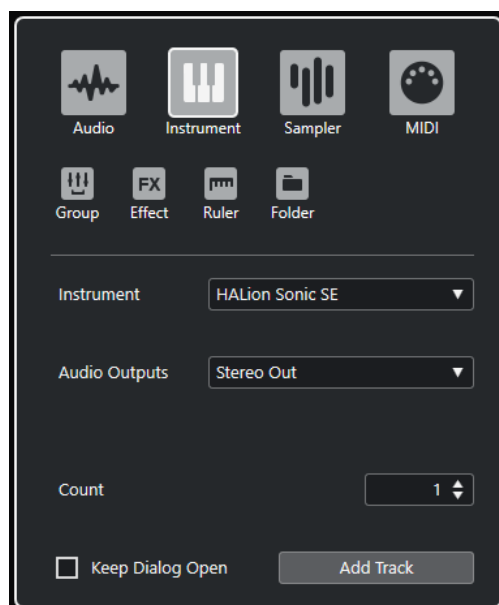 Audio Instrument Sampler MIDI
FX
Group Effect Ruler Folder
Instrument HALion Sonic SE
Audio Outputs Stereo Out
Count 1
Keep Dialog Open Add Track